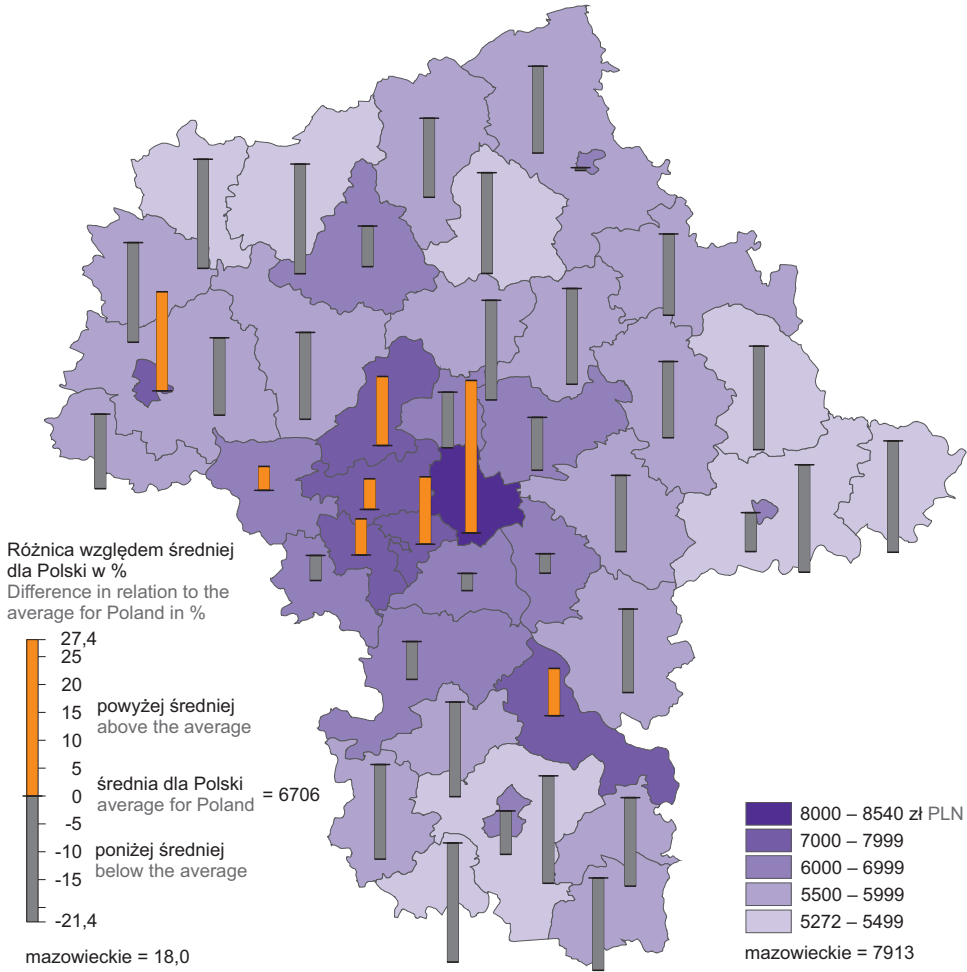 Różnica względem średniej
dla Polski w %
Difference in relation to the
average for Poland in %
27,4
25
20
15
10
5
0
-5
-10
-15
-21,4
powyżej średniej
above the average
średnia dla Polski
average for Poland = 6706
poniżej średniej
below the average
mazowieckie = 18,0
8000 – 8540 zł PLN
7000 – 7999
6000 – 6999
5500 – 5999
5272 – 5499
mazowieckie = 7913